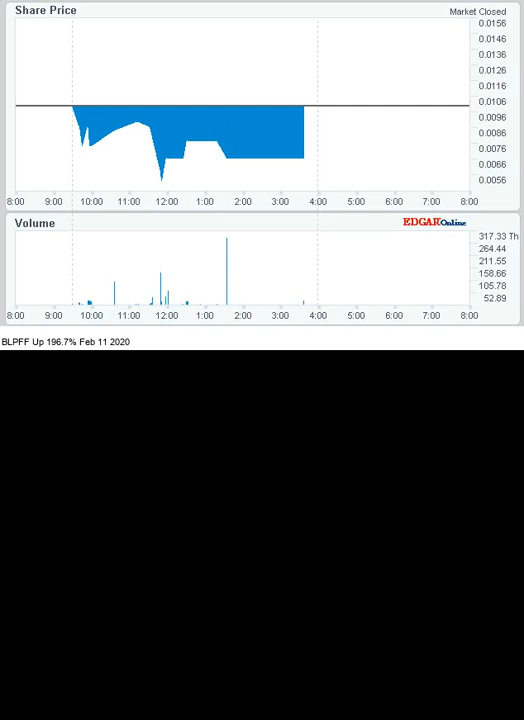 Share Price
Market Closed
0.0156
0.0146
0.0136
0.0126
0.0116
0.0106
0.0096
0.0086
0.0076
0.0066
0.0056
8:00 9:00 10:00 11:00 12:00 1:00 2:00 3:00 4:00 5:00 6:00 7:00 8:00
Volume
EDGAR Online
317.33 Th
264.44
211.55
158.66
105.78
52.89
8:00 9:00 10:00 11:00 12:00 1:00 2:00 3:00 4:00 5:00 6:00 7:00 8:00
BLPFF Up 196.7% Feb 11 2020